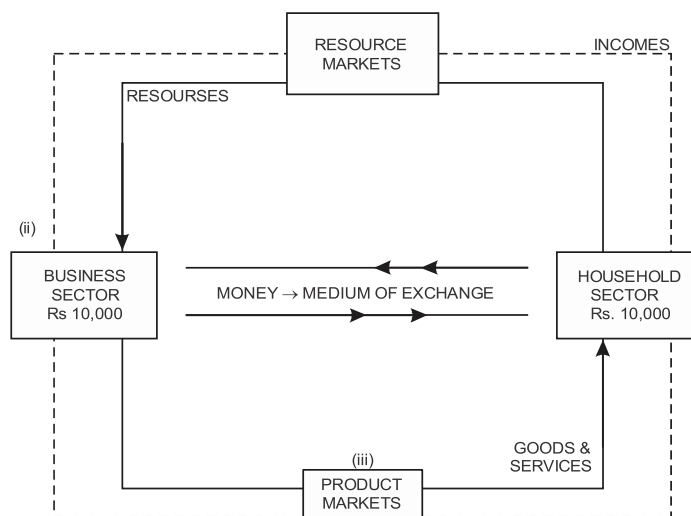 RESOURCE
MARKETS
INCOMES
RESOURSES
(ii)
BUSINESS
SECTOR
Rs 10,000
MONEY → MEDIUM OF EXCHANGE
HOUSEHOLD
SECTOR
Rs. 10,000
GOODS &
SERVICES
(iii)
PRODUCT
MARKETS